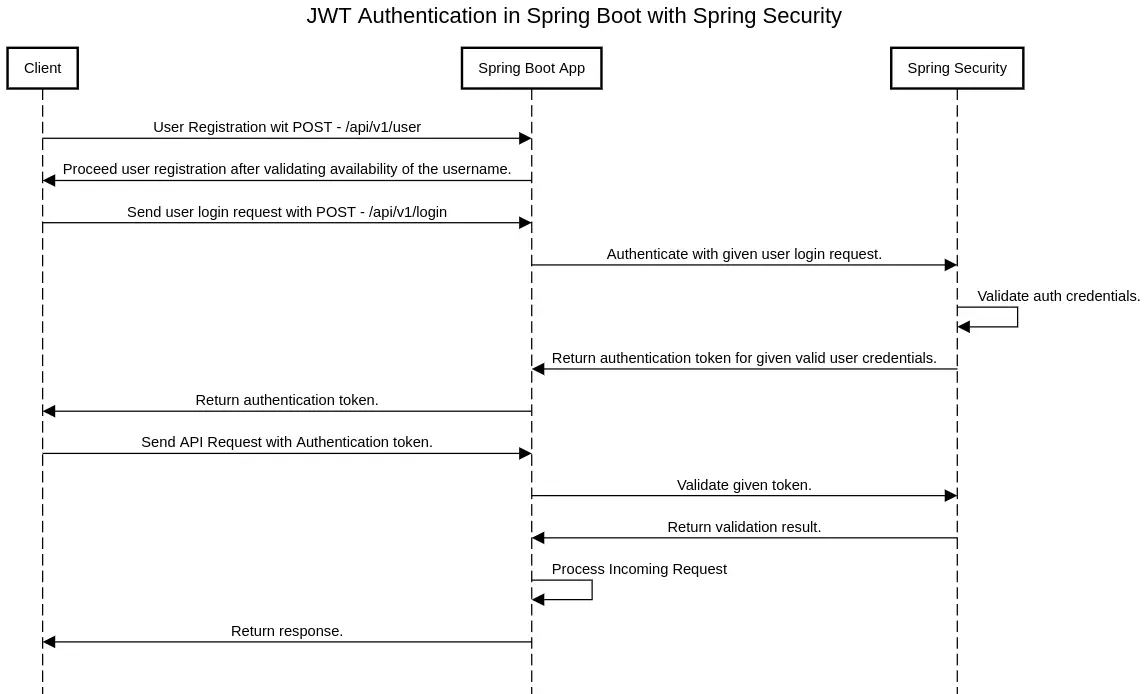 JWT Authentication in Spring Boot with Spring Security
Client
Spring Boot App
Spring Security
User Registration wit POST - /api/v1/user
Proceed user registration after validating availability of the username.
Send user login request with POST - /api/v1/login
Authenticate with given user login request.
Validate auth credentials.
Return authentication token for given valid user credentials.
Return authentication token.
Send API Request with Authentication token.
Validate given token.
Return validation result.
Process Incoming Request
Return response.